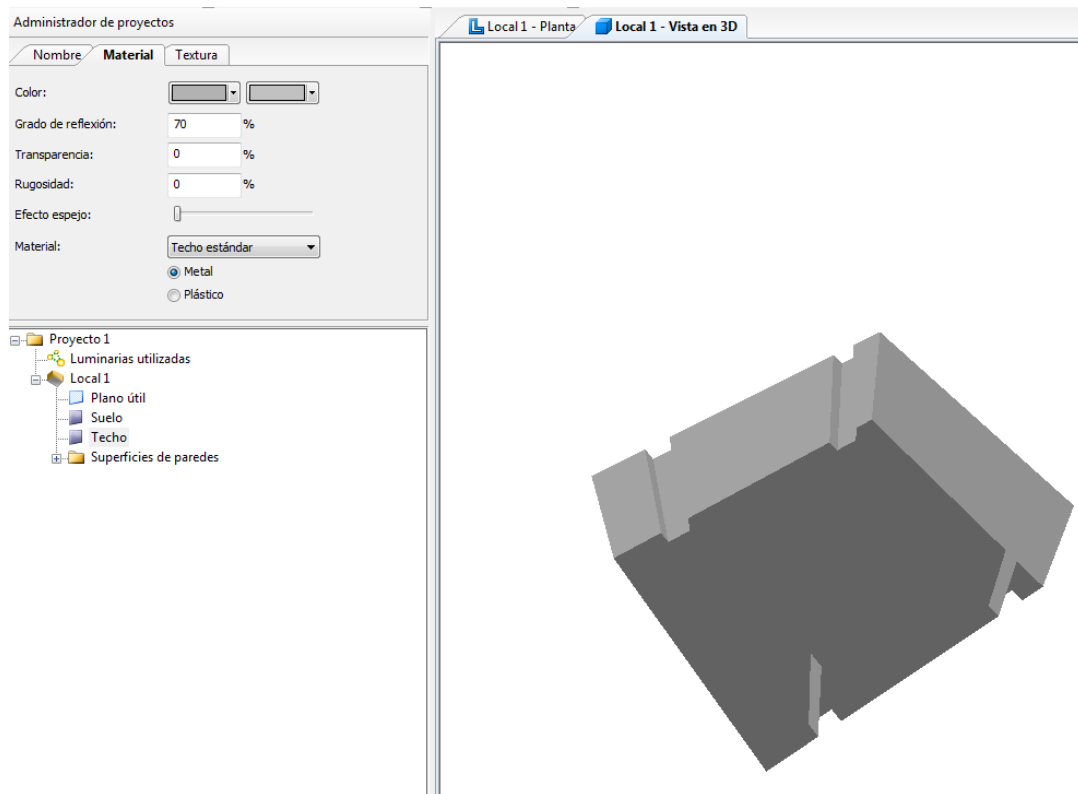 Administrador de proyectos
Nombre Material Textura
Color:
Grado de reflexión: 70 %
Transparencia: 0 %
Rugosidad: 0 %
Efecto espejo:
Material: Techo estándar
Metal
Plástico
Proyecto 1
Luminarias utilizadas
Local 1
Plano útil
Suelo
Techo
Superficies de paredes
Local 1 - Planta Local 1 - Vista en 3D